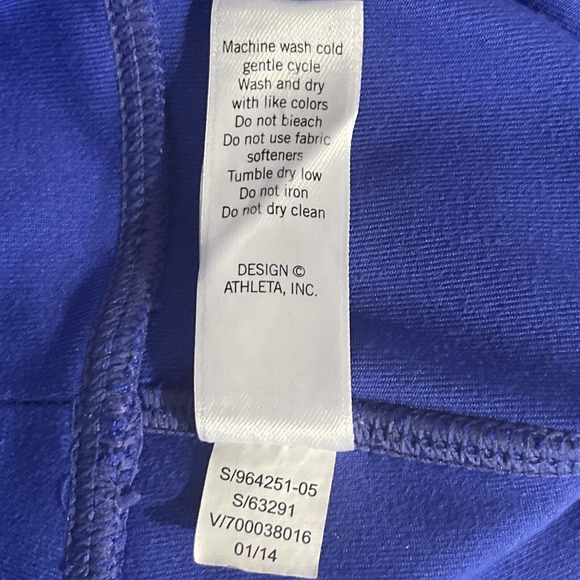 Machine wash cold
gentle cycle
Wash and dry
with like colors
Do not bleach
Do not use fabric
softeners
Tumble dry low
Do not iron
Do not dry clean
DESIGN ©
ATHLETA, INC.
S/964251-05
S/63291
V/700038016
01/14